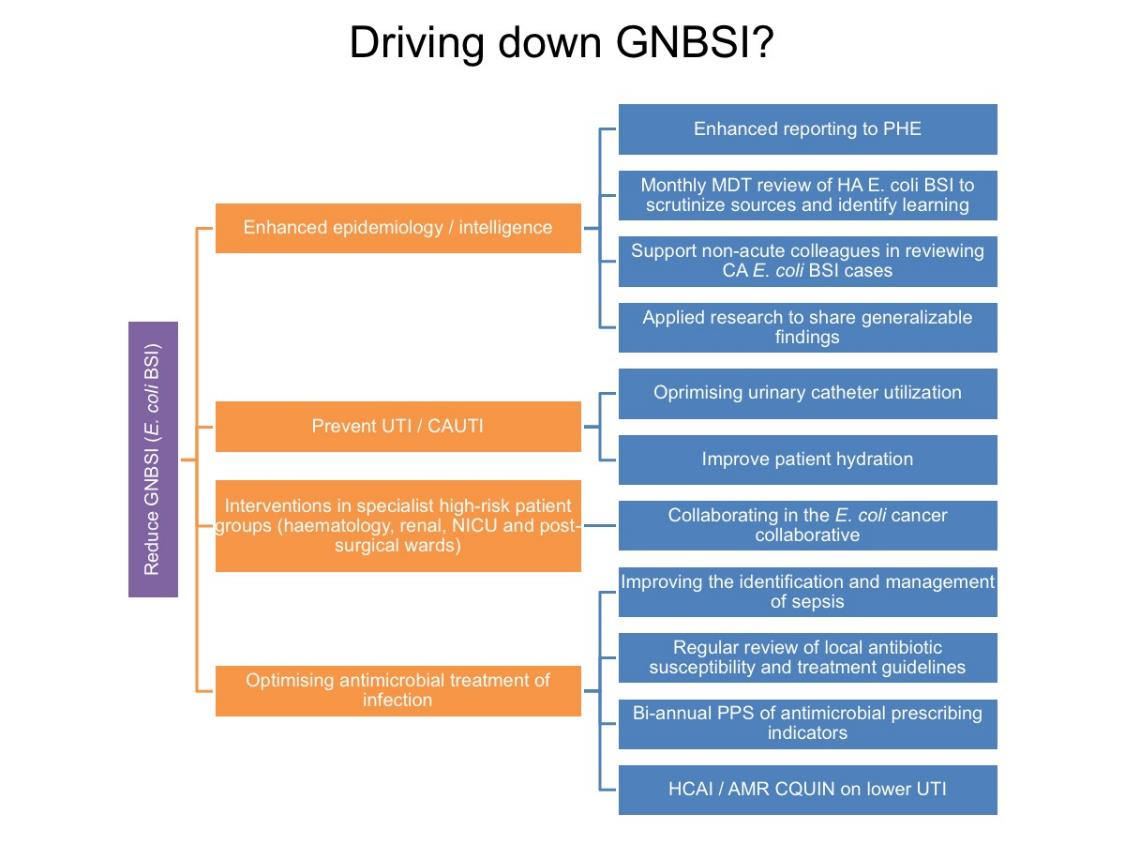 Driving down GNBSI?
Reduce GNBSI (E. coli BSI)
Enhanced epidemiology / intelligence
Enhanced reporting to PHE
Monthly MDT review of HA E. coli BSI to
scrutinize sources and identify learning
Support non-acute colleagues in reviewing
CA E. coli BSI cases
Applied research to share generalizable
findings
Prevent UTI / CAUTI
Oprimising urinary catheter utilization
Improve patient hydration
Interventions in specialist high-risk patient
groups (haematology, renal, NICU and post-
surgical wards)
Collaborating in the E. coli cancer
collaborative
Optimising antimicrobial treatment of
infection
Improving the identification and management
of sepsis
Regular review of local antibiotic
susceptibility and treatment guidelines
Bi-annual PPS of antimicrobial prescribing
indicators
HCAI / AMR CQUIN on lower UTI